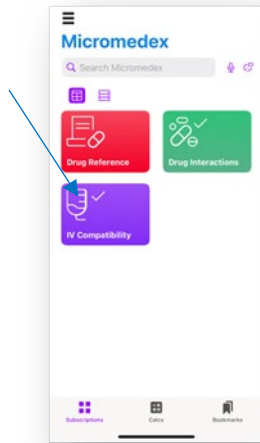 Micromedex
Search Micromedex
Drug Reference
Drug Interactions
IV Compatibility
Subscriptions
Calcs
Bookmarks